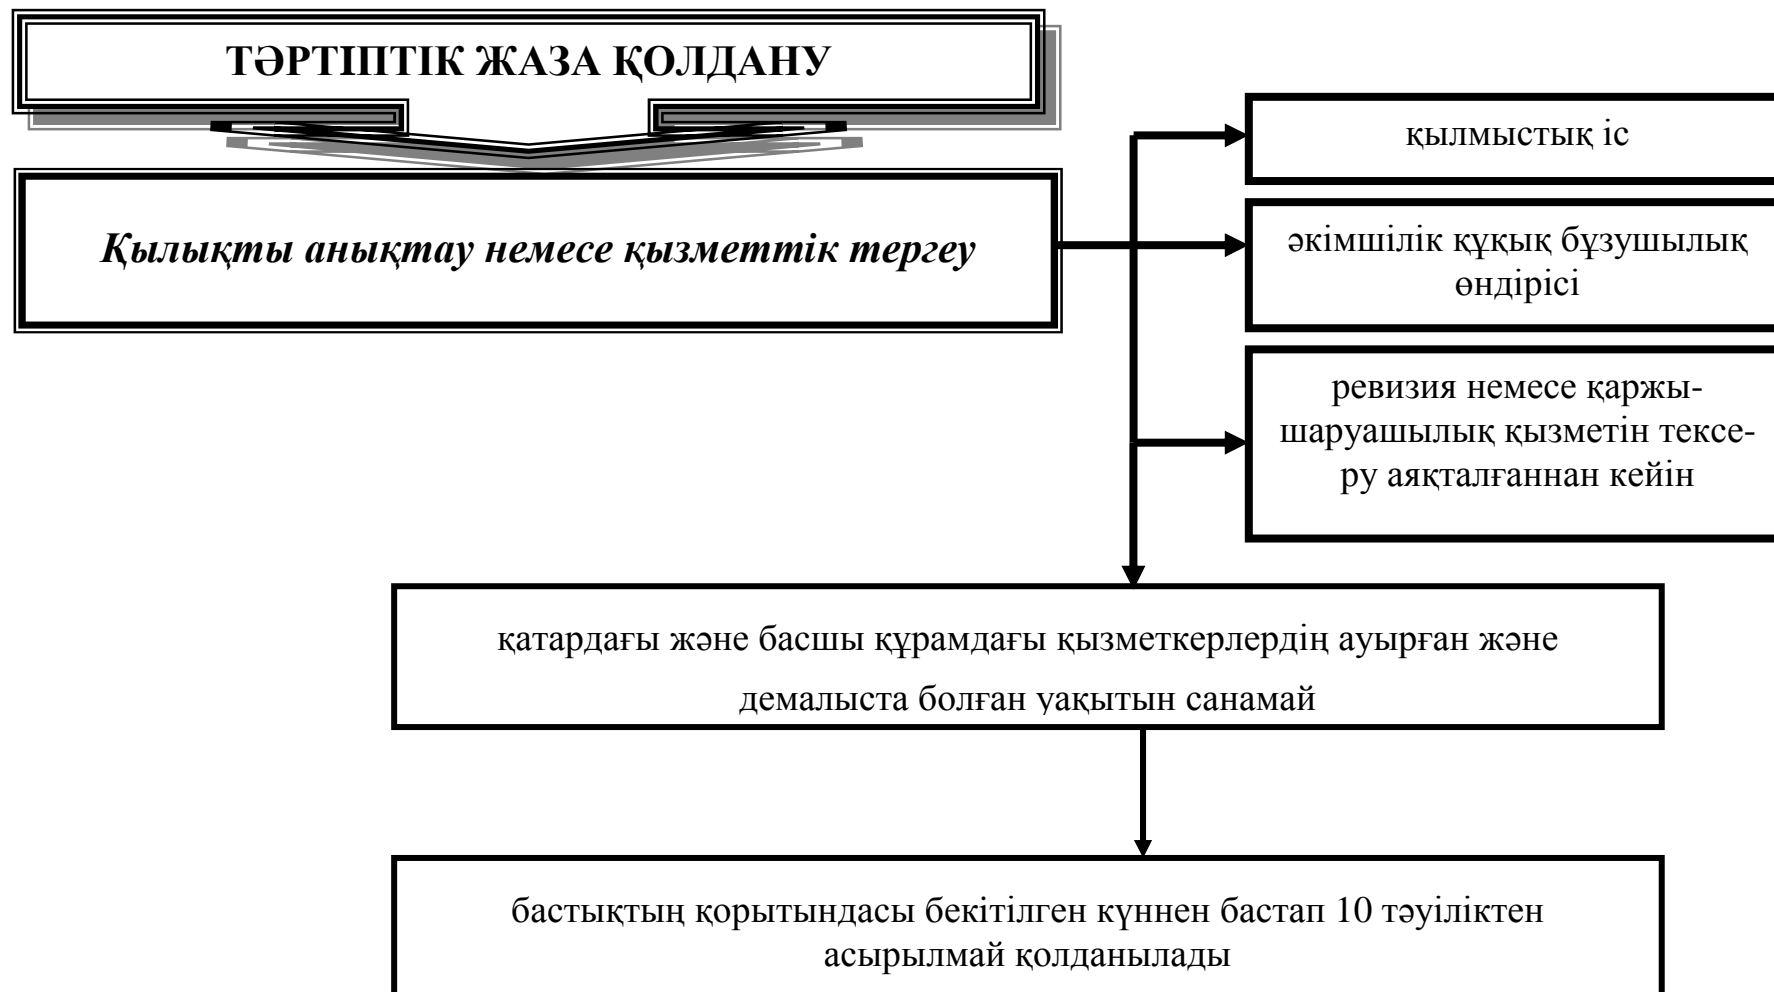 ТӘРТІПТІК ЖАЗА ҚОЛДАНУ
Қылықты анықтау немесе қызметтік тергеу
қылмыстық іс
әкімшілік құқық бұзушылық
өндірісі
ревизия немесе қаржы-
шаруашылық қызметін тексе-
ру аяқталғаннан кейін
қатардағы және басшы құрамдағы қызметкерлердің ауырған және
демалыста болған уақытын санамай
бастықтың қорытындасы бекітілген күннен бастап 10 тәуіліктен
асырылмай қолданылады